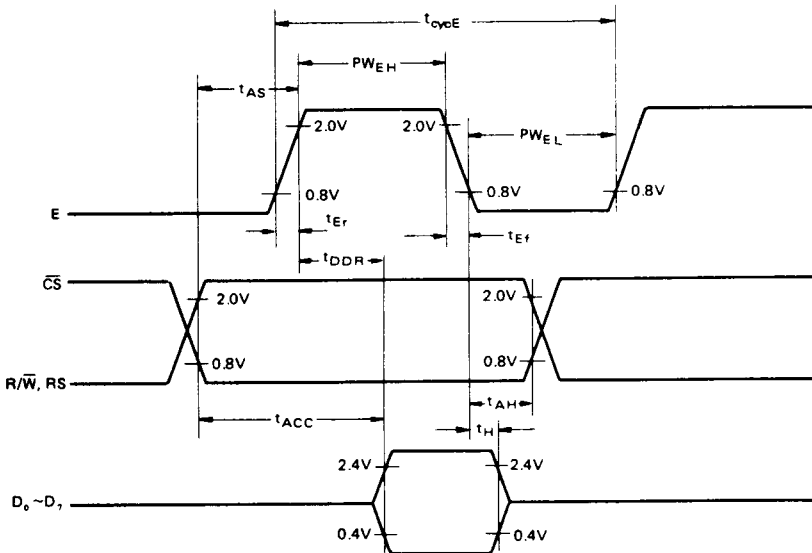 tcycE
PWEH
tAS
2.0V 2.0V
PWEL
0.8V 0.8V 0.8V
E
tEr tEf
tDDR
C̅S̅
2.0V 2.0V
0.8V 0.8V
R/W̅, RS
tAH
tACC
tH
2.4V 2.4V
D₀~D₇
0.4V 0.4V